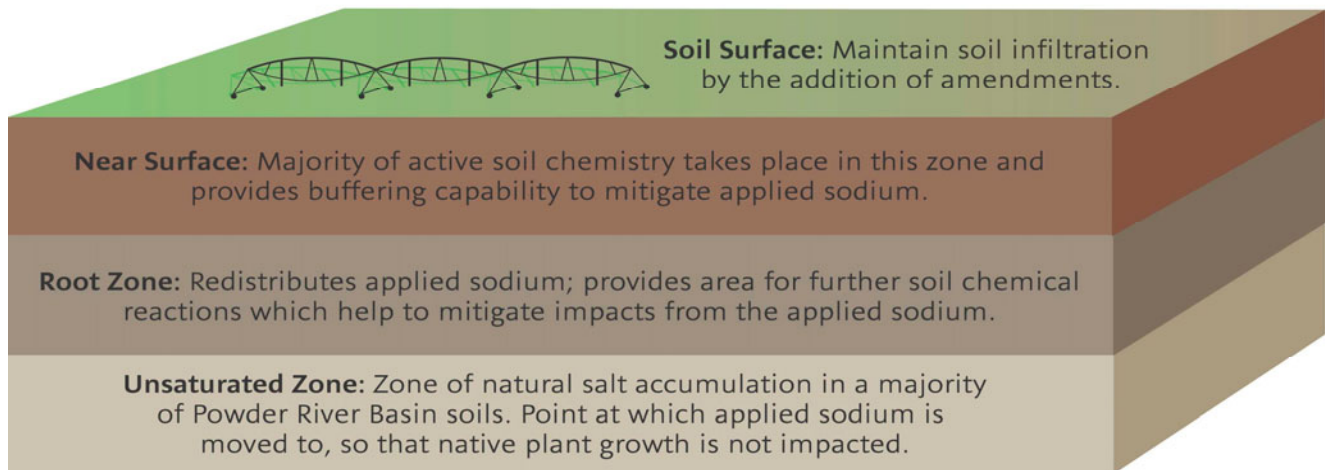 Soil Surface: Maintain soil infiltration
by the addition of amendments.
Near Surface: Majority of active soil chemistry takes place in this zone and
provides buffering capability to mitigate applied sodium.
Root Zone: Redistributes applied sodium; provides area for further soil chemical
reactions which help to mitigate impacts from the applied sodium.
Unsaturated Zone: Zone of natural salt accumulation in a majority
of Powder River Basin soils. Point at which applied sodium is
moved to, so that native plant growth is not impacted.